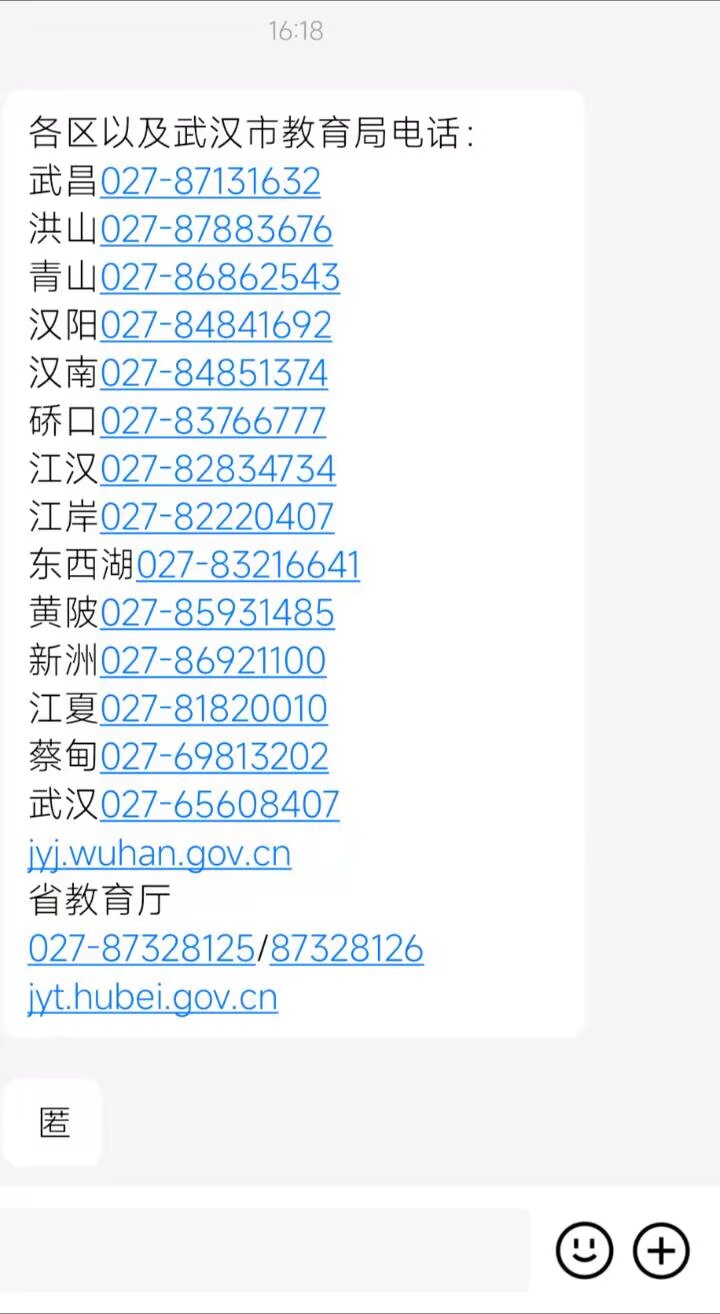 16:18
各区以及武汉市教育局电话：
武昌027-87131632
洪山027-87883676
青山027-86862543
汉阳027-84841692
汉南027-84851374
硚口027-83766777
江汉027-82834734
江岸027-82220407
东西湖027-83216641
黄陂027-85931485
新洲027-86921100
江夏027-81820010
蔡甸027-69813202
武汉027-65608407
jyj.wuhan.gov.cn
省教育厅
027-87328125/87328126
jyt.hubei.gov.cn
匿